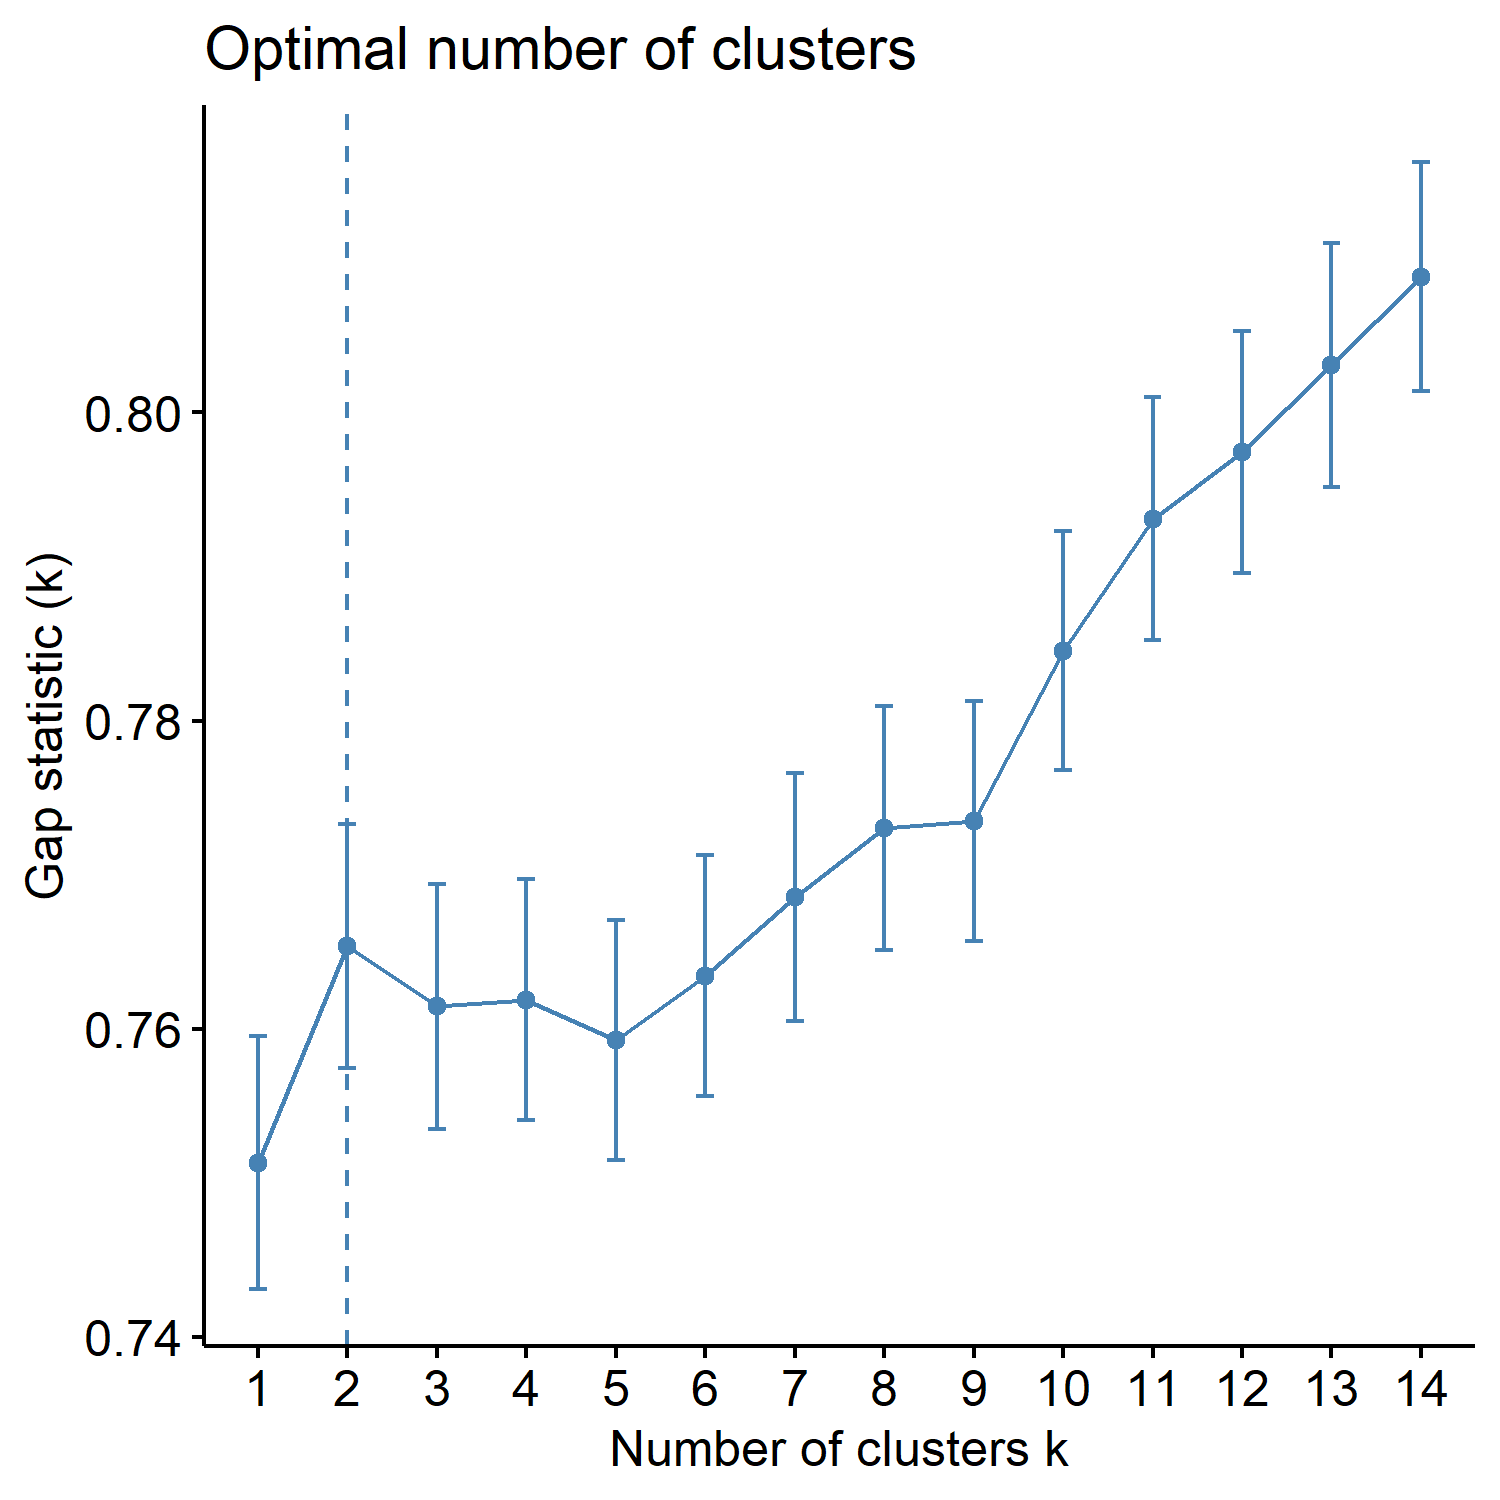 Optimal number of clusters
Gap statistic (k)
0.80
0.78
0.76
0.74
1 2 3 4 5 6 7 8 9 10 11 12 13 14
Number of clusters k